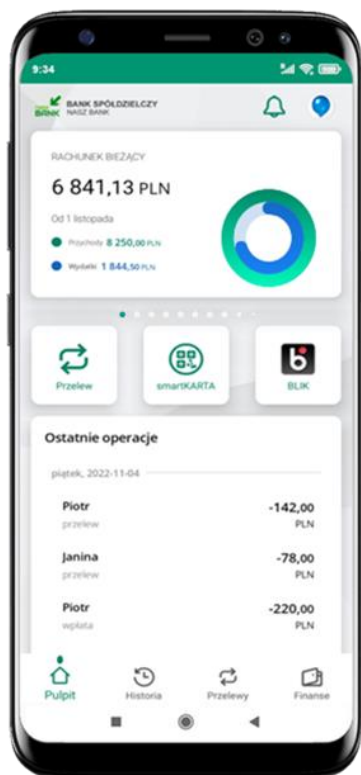 9:34
BANK SPÓŁDZIELCZY
BANK NASZ BANK
RACHUNEK BIEŻĄCY
6 841,13 PLN
Od 1 listopada
Przychody 8 250,00 PLN
Wydatki 1 844,50 PLN
Przelew smartKARTA BLIK
Ostatnie operacje
piątek, 2022-11-04
Piotr -142,00
przelew PLN
Janina -78,00
przelew PLN
Piotr -220,00
wpłata PLN
Pulpit Historia Przelewy Finanse